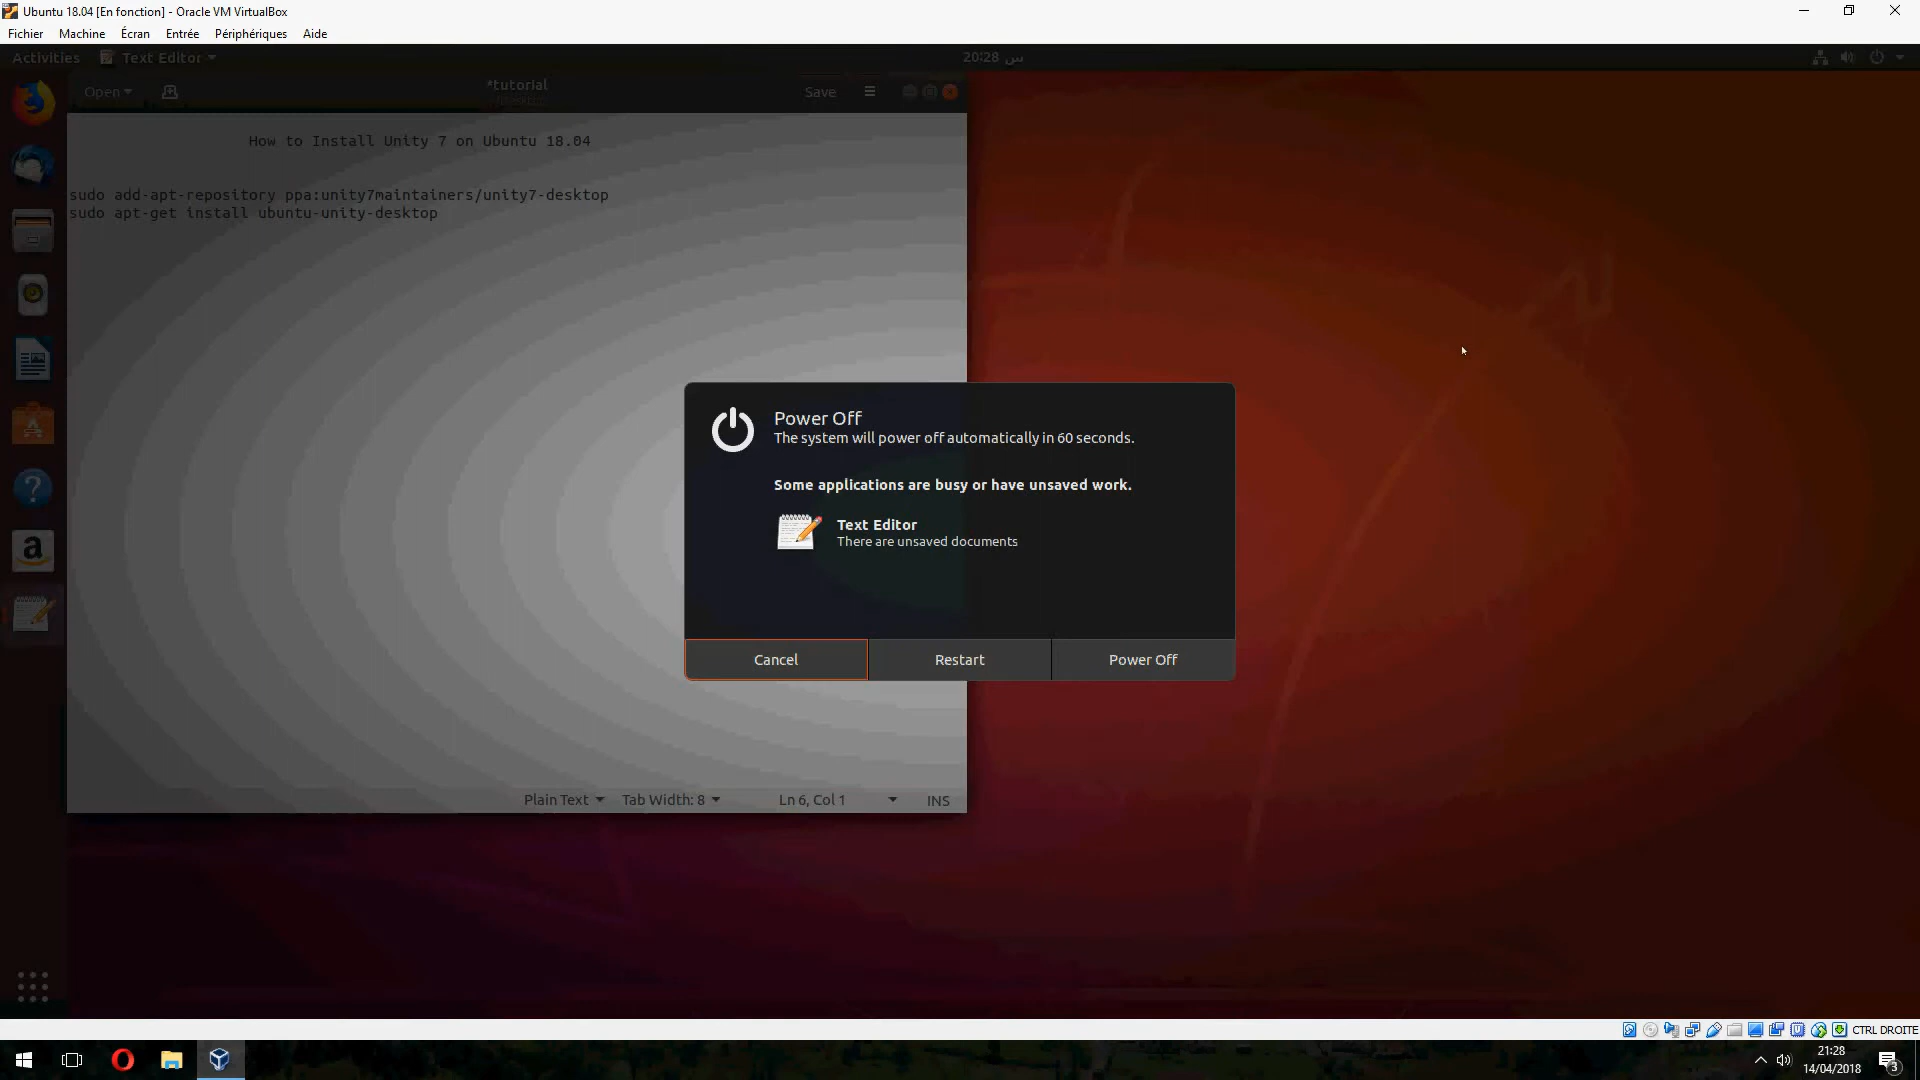 Ubuntu 18.04 [En fonction] - Oracle VM VirtualBox
Fichier Machine Écran Entrée Périphériques Aide
Activities Text Editor 20:28 س
Open *tutorial Save
~/Desktop
How to Install Unity 7 on Ubuntu 18.04
sudo add-apt-repository ppa:unity7maintainers/unity7-desktop
sudo apt-get install ubuntu-unity-desktop
Power Off
The system will power off automatically in 60 seconds.
Some applications are busy or have unsaved work.
Text Editor
There are unsaved documents
Cancel Restart Power Off
Plain Text Tab Width: 8 Ln 6, Col 1 INS
CTRL DROITE
21:28
14/04/2018
3